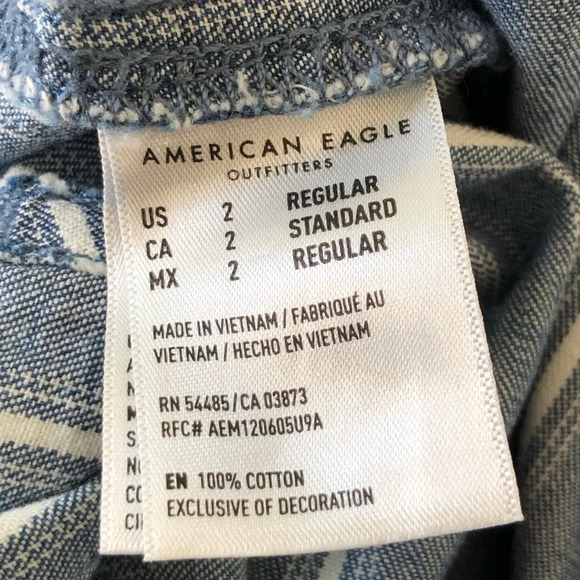 AMERICAN EAGLE
OUTFITTERS
US 2 REGULAR
CA 2 STANDARD
MX 2 REGULAR
MADE IN VIETNAM / FABRIQUÉ AU
VIETNAM / HECHO EN VIETNAM
RN 54485 / CA 03873
RFC# AEM120605U9A
EN 100% COTTON
EXCLUSIVE OF DECORATION